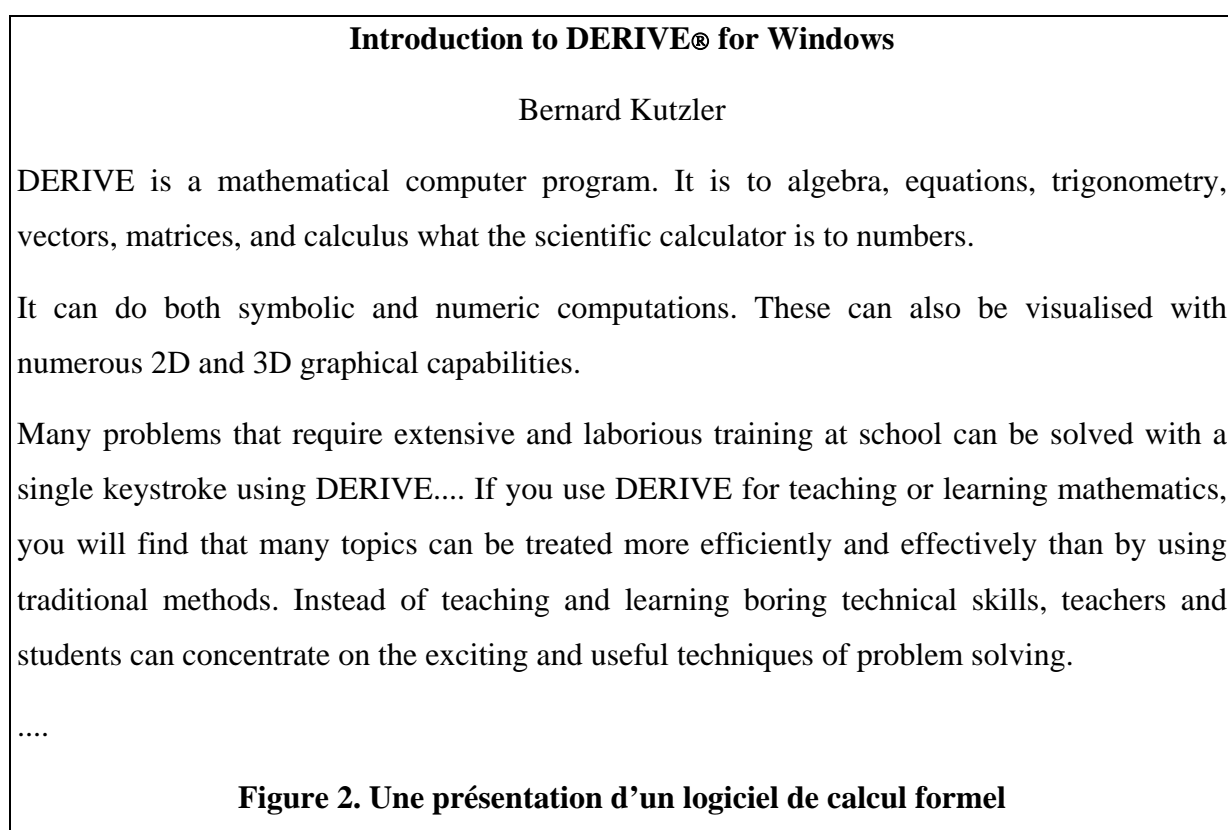 Introduction to DERIVE® for Windows
Bernard Kutzler
DERIVE is a mathematical computer program. It is to algebra, equations, trigonometry,
vectors, matrices, and calculus what the scientific calculator is to numbers.
It can do both symbolic and numeric computations. These can also be visualised with
numerous 2D and 3D graphical capabilities.
Many problems that require extensive and laborious training at school can be solved with a
single keystroke using DERIVE.... If you use DERIVE for teaching or learning mathematics,
you will find that many topics can be treated more efficiently and effectively than by using
traditional methods. Instead of teaching and learning boring technical skills, teachers and
students can concentrate on the exciting and useful techniques of problem solving.
....
Figure 2. Une présentation d’un logiciel de calcul formel